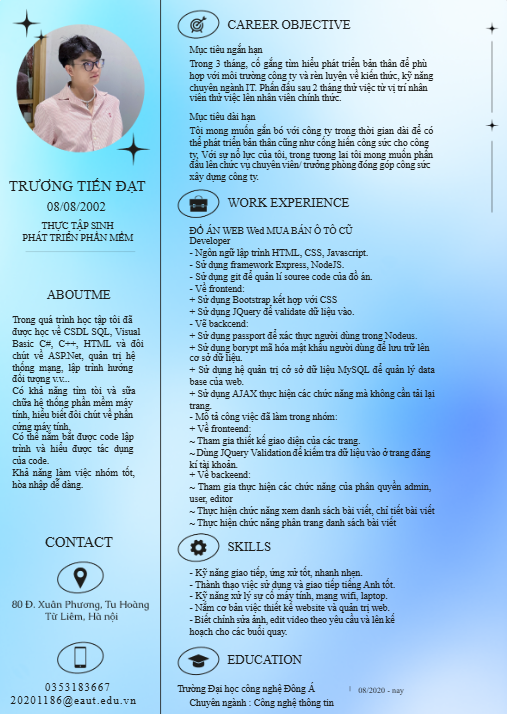 TRƯƠNG TIẾN ĐẠT
08/08/2002
THỰC TẬP SINH
PHÁT TRIỂN PHẦN MỀM
ABOUTME
Trong quá trình học tập tôi đã
được học về CSDL SQL, Visual
Basic C#, C++, HTML và đôi
chút về ASP.Net, quản trị hệ
thống mạng, lập trình hướng
đối tượng v.v...
Có khả năng tìm tòi và sữa
chữa hệ thống phần mềm máy
tính, hiểu biết đôi chút về phần
cứng máy tính,
Có thể nắm bắt được code lập
trình và hiểu được tác dụng
của code.
Khả năng làm việc nhóm tốt,
hòa nhập dễ dàng.
CONTACT
80 Đ. Xuân Phương, Tu Hoàng
Từ Liêm, Hà nội
0353183667
20201186@eaut.edu.vn
CAREER OBJECTIVE
Mục tiêu ngắn hạn
Trong 3 tháng, cố gắng tìm hiểu phát triển bản thân để phù
hợp với môi trường công ty và rèn luyện về kiến thức, kỹ năng
chuyên ngành IT. Phấn đấu sau 2 tháng thử việc từ vị trí nhân
viên thử việc lên nhân viên chính thức.
Mục tiêu dài hạn
Tôi mong muốn gắn bó với công ty trong thời gian dài để có
thể phát triển bản thân cũng như cống hiến công sức cho công
ty, Với sự nổ lực của tôi, trong tương lai tôi mong muốn phấn
đấu lên chức vụ chuyên viên/ trưởng phòng đóng góp công sức
xây dựng công ty.
WORK EXPERIENCE
ĐỒ ÁN WEB Wed MUA BÁN Ô TÔ CŨ
Developer
- Ngôn ngữ lập trình HTML, CSS, Javascript.
- Sử dụng framework Express, NodeJS.
- Sử dụng git để quản lí souree code của đồ án.
- Về frontend:
+ Sử dụng Bootstrap kết hợp với CSS
+ Sử dụng JQuery để validate dữ liệu vào.
- Về backcend:
+ Sử dụng passport để xác thực người dùng trong Nodeus.
+ Sử dụng borypt mã hóa mật khẩu người dùng để lưu trữ lên
cơ sở dữ liệu.
+ Sử dụng hệ quản trị cớ sở dữ liệu MySQL để quản lý data
base của web.
+ Sử dụng AJAX thực hiện các chức năng mà không cần tải lại
trang.
- Mô tả công việc đã làm trong nhóm:
+ Về fronteend:
~ Tham gia thiết kế giao diện của các trang.
~ Dùng JQuery Validation để kiểm tra dữ liệu vào ở trang đăng
kí tài khoản.
+ Về backeend:
~ Tham gia thực hiện các chức năng của phân quyền admin,
user, editor
~ Thực hiện chức năng xem danh sách bài viết, chỉ tiết bài viết
~ Thực hiện chức năng phân trang danh sách bài viết
SKILLS
- Kỹ năng giao tiếp, ứng xử tốt, nhanh nhẹn.
- Thành thạo việc sử dụng và giao tiếp tiếng Anh tốt.
- Kỹ năng xử lý sự cố máy tính, mạng wifi, laptop.
- Nắm cơ bản việc thiết kế website và quản trị web.
- Biết chỉnh sửa ảnh, edit video theo yêu cầu và lên kế
hoạch cho các buổi quay.
EDUCATION
Trường Đại học công nghệ Đông Á
08/2020 - nay
Chuyên ngành : Công nghệ thông tin